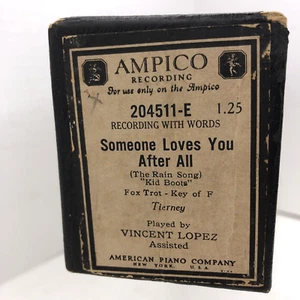 AMPICO
RECORDING
For use only on the Ampico
204511-E 1.25
RECORDING WITH WORDS
Someone Loves You
After All
(The Rain Song)
"Kid Boots"
Fox Trot - Key of F
Tierney
Played by
VINCENT LOPEZ
Assisted
AMERICAN PIANO COMPANY
NEW YORK. U.S.A.